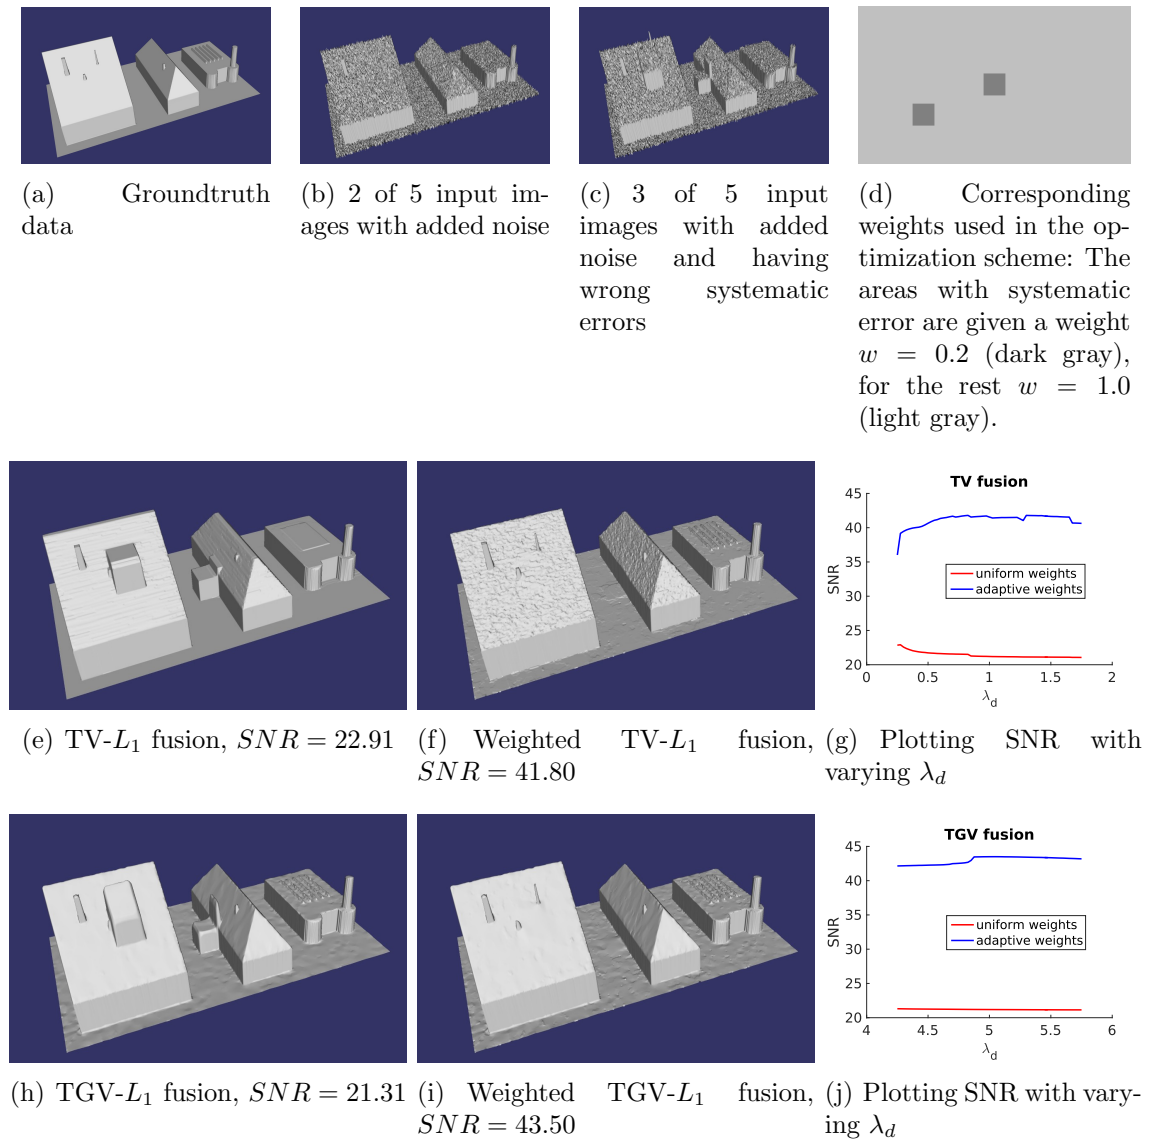 (a) Groundtruth
data
(b) 2 of 5 input im-
ages with added noise
(c) 3 of 5 input
images with added
noise and having
wrong systematic
errors
(d) Corresponding
weights used in the op-
timization scheme: The
areas with systematic
error are given a weight
w = 0.2 (dark gray),
for the rest w = 1.0
(light gray).
TV fusion
45
40
35
30
25
20
SNR
uniform weights
adaptive weights
0 0.5 1 1.5 2
λ_d
(e) TV-L₁ fusion, SNR = 22.91
(f) Weighted TV-L₁ fusion,
SNR = 41.80
(g) Plotting SNR with
varying λ_d
TGV fusion
45
40
35
30
25
20
SNR
uniform weights
adaptive weights
4 4.5 5 5.5 6
λ_d
(h) TGV-L₁ fusion, SNR = 21.31
(i) Weighted TGV-L₁ fusion,
SNR = 43.50
(j) Plotting SNR with vary-
ing λ_d